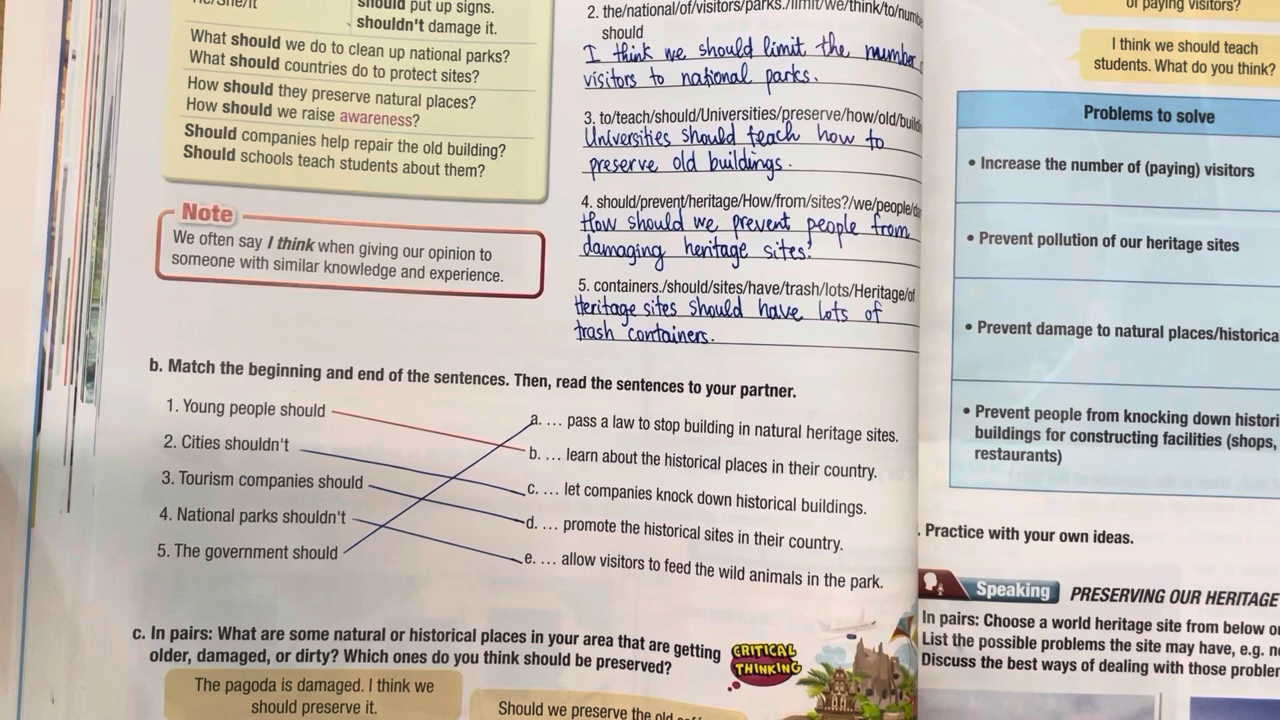 He/She/It
should put up signs.
shouldn't damage it.
What should we do to clean up national parks?
What should countries do to protect sites?
How should they preserve natural places?
How should we raise awareness?
Should companies help repair the old building?
Should schools teach students about them?
Note
We often say I think when giving our opinion to
someone with similar knowledge and experience.
2. the/national/of/visitors/parks./limit/we/think/to/numbe
should
I think we should limit the number
visitors to national parks.
3. to/teach/should/Universities/preserve/how/old/build
Universities should teach how to
preserve old buildings.
4. should/prevent/heritage/How/from/sites?/we/people/da
How should we prevent people from
damaging heritage sites?
5. containers./should/sites/have/trash/lots/Heritage/of
Heritage sites should have lots of
trash containers.
b. Match the beginning and end of the sentences. Then, read the sentences to your partner.
1. Young people should
2. Cities shouldn't
3. Tourism companies should
4. National parks shouldn't
5. The government should
a. ... pass a law to stop building in natural heritage sites.
b. ... learn about the historical places in their country.
c. ... let companies knock down historical buildings.
d. ... promote the historical sites in their country.
e. ... allow visitors to feed the wild animals in the park.
c. In pairs: What are some natural or historical places in your area that are getting
older, damaged, or dirty? Which ones do you think should be preserved?
CRITICAL
THINKING
The pagoda is damaged. I think we
should preserve it.
Should we preserve the old
of paying visitors?
I think we should teach
students. What do you think?
Problems to solve
• Increase the number of (paying) visitors
• Prevent pollution of our heritage sites
• Prevent damage to natural places/historica
• Prevent people from knocking down histori
buildings for constructing facilities (shops,
restaurants)
. Practice with your own ideas.
Speaking
PRESERVING OUR HERITAGE
In pairs: Choose a world heritage site from below o
List the possible problems the site may have, e.g. n
Discuss the best ways of dealing with those problem